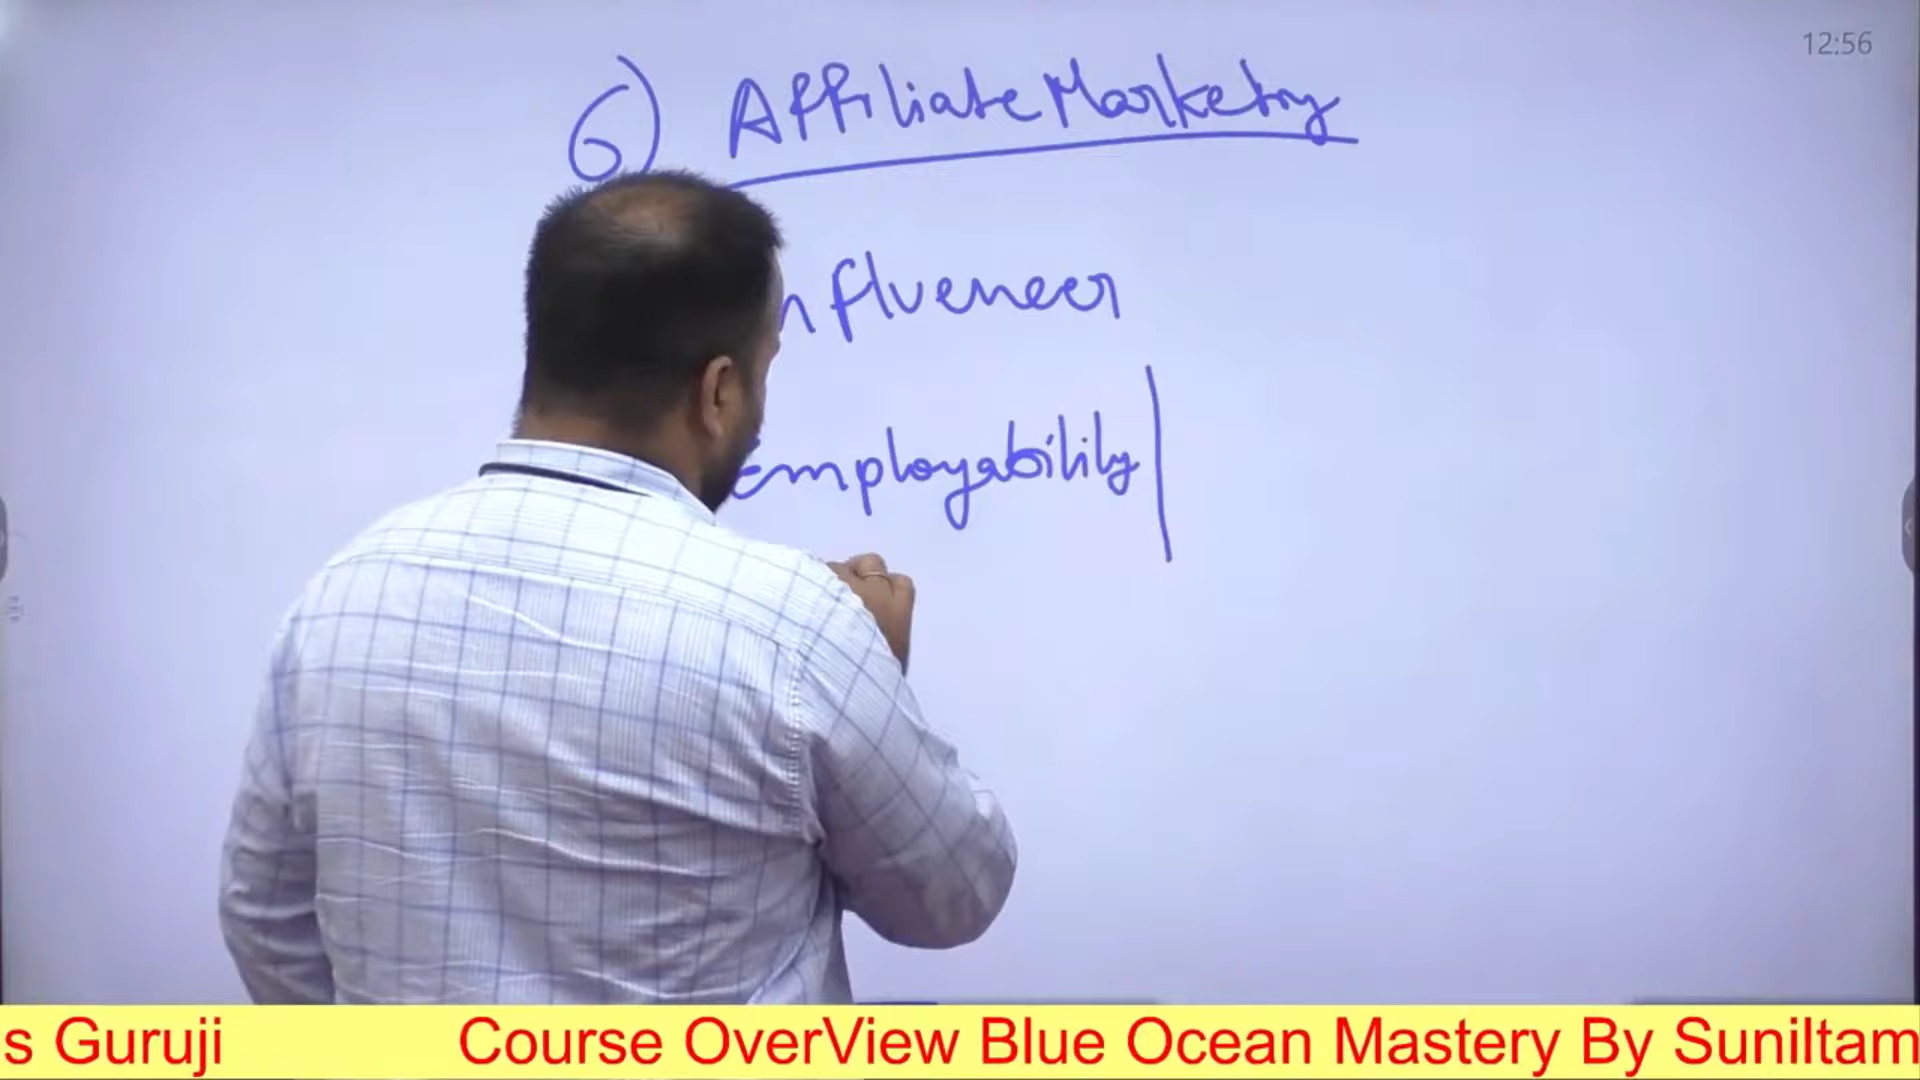 12:56
6) Affiliate Marketing
nfluencer
employability
s Guruji Course OverView Blue Ocean Mastery By Suniltam